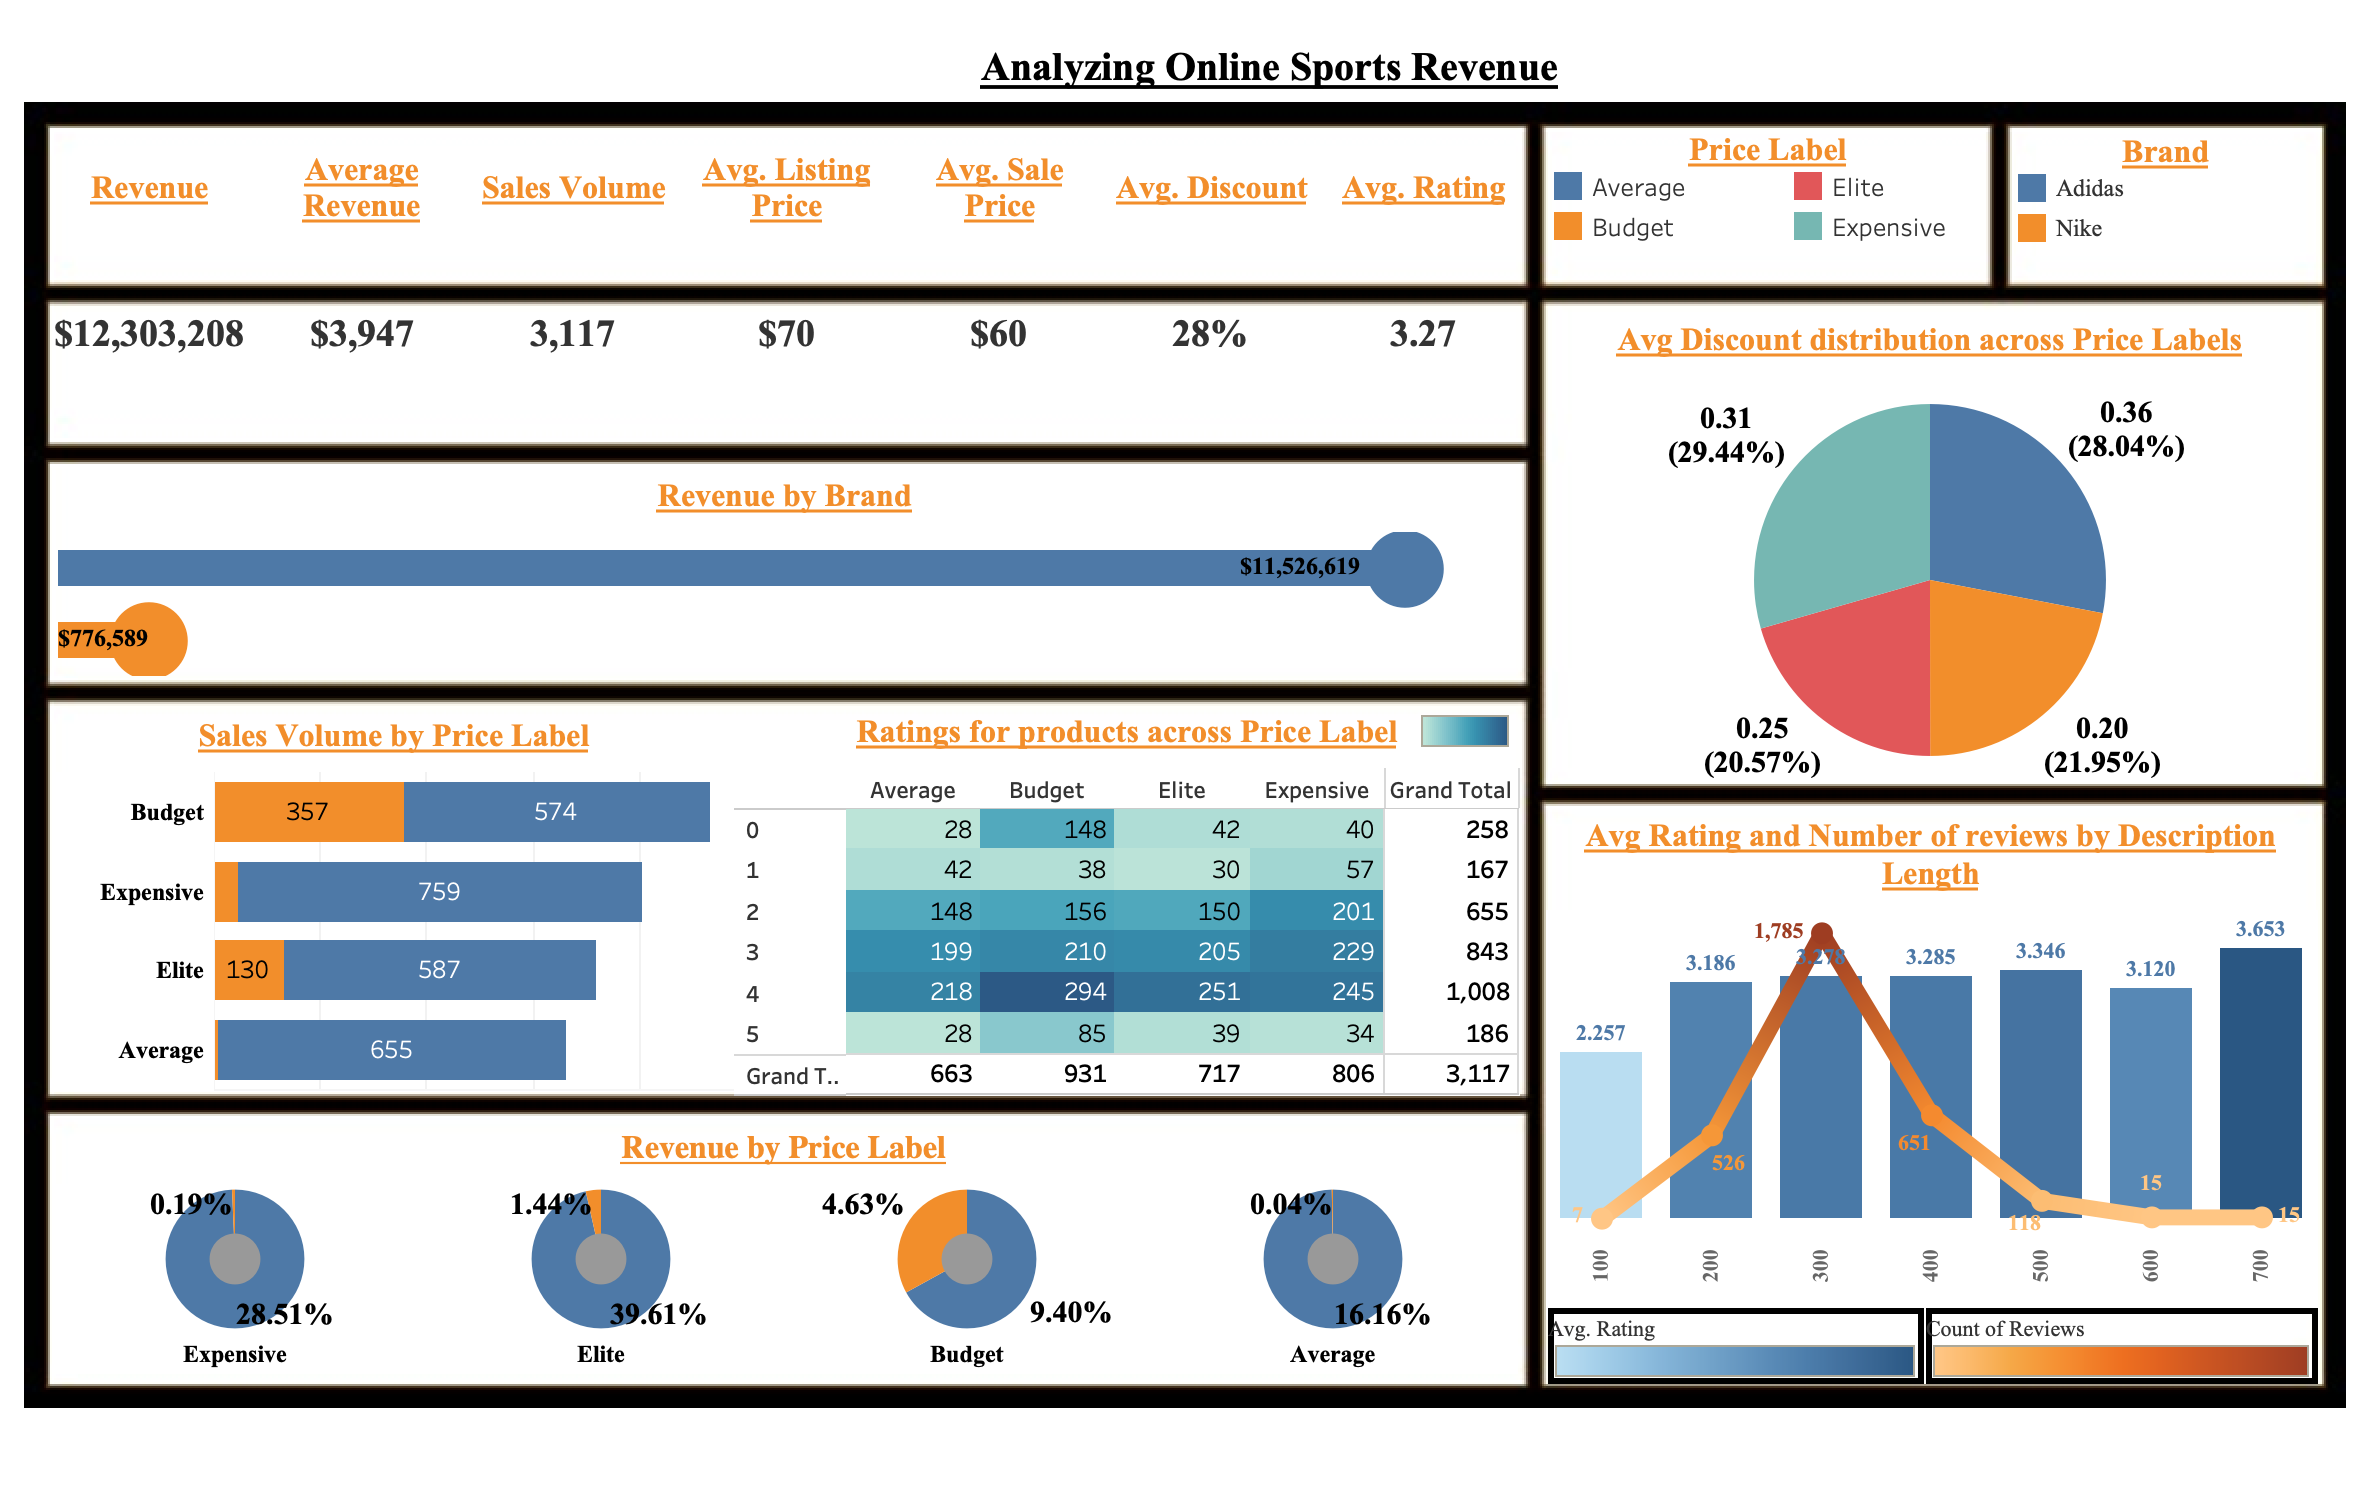 Analyzing Online Sports Revenue
Revenue
Average
Revenue
Sales Volume
Avg. Listing
Price
Avg. Sale
Price
Avg. Discount
Avg. Rating
Price Label
Average
Elite
Budget
Expensive
Brand
Adidas
Nike
$12,303,208 $3,947 3,117 $70 $60 28% 3.27
Revenue by Brand
$11,526,619
$776,589
Avg Discount distribution across Price Labels
0.31
(29.44%)
0.36
(28.04%)
0.25
(20.57%)
0.20
(21.95%)
Sales Volume by Price Label
Budget 357 574
Expensive 759
Elite 130 587
Average 655
Ratings for products across Price Label
Average Budget Elite Expensive Grand Total
0 28 148 42 40 258
1 42 38 30 57 167
2 148 156 150 201 655
3 199 210 205 229 843
4 218 294 251 245 1,008
5 28 85 39 34 186
Grand T.. 663 931 717 806 3,117
Avg Rating and Number of reviews by Description
Length
2.257 3.186 3.278 3.285 3.346 3.120 3.653
7 526 1,785 651 118 15 15
100 200 300 400 500 600 700
Avg. Rating
Count of Reviews
Revenue by Price Label
0.19%
28.51%
Expensive
1.44%
39.61%
Elite
4.63%
9.40%
Budget
0.04%
16.16%
Average